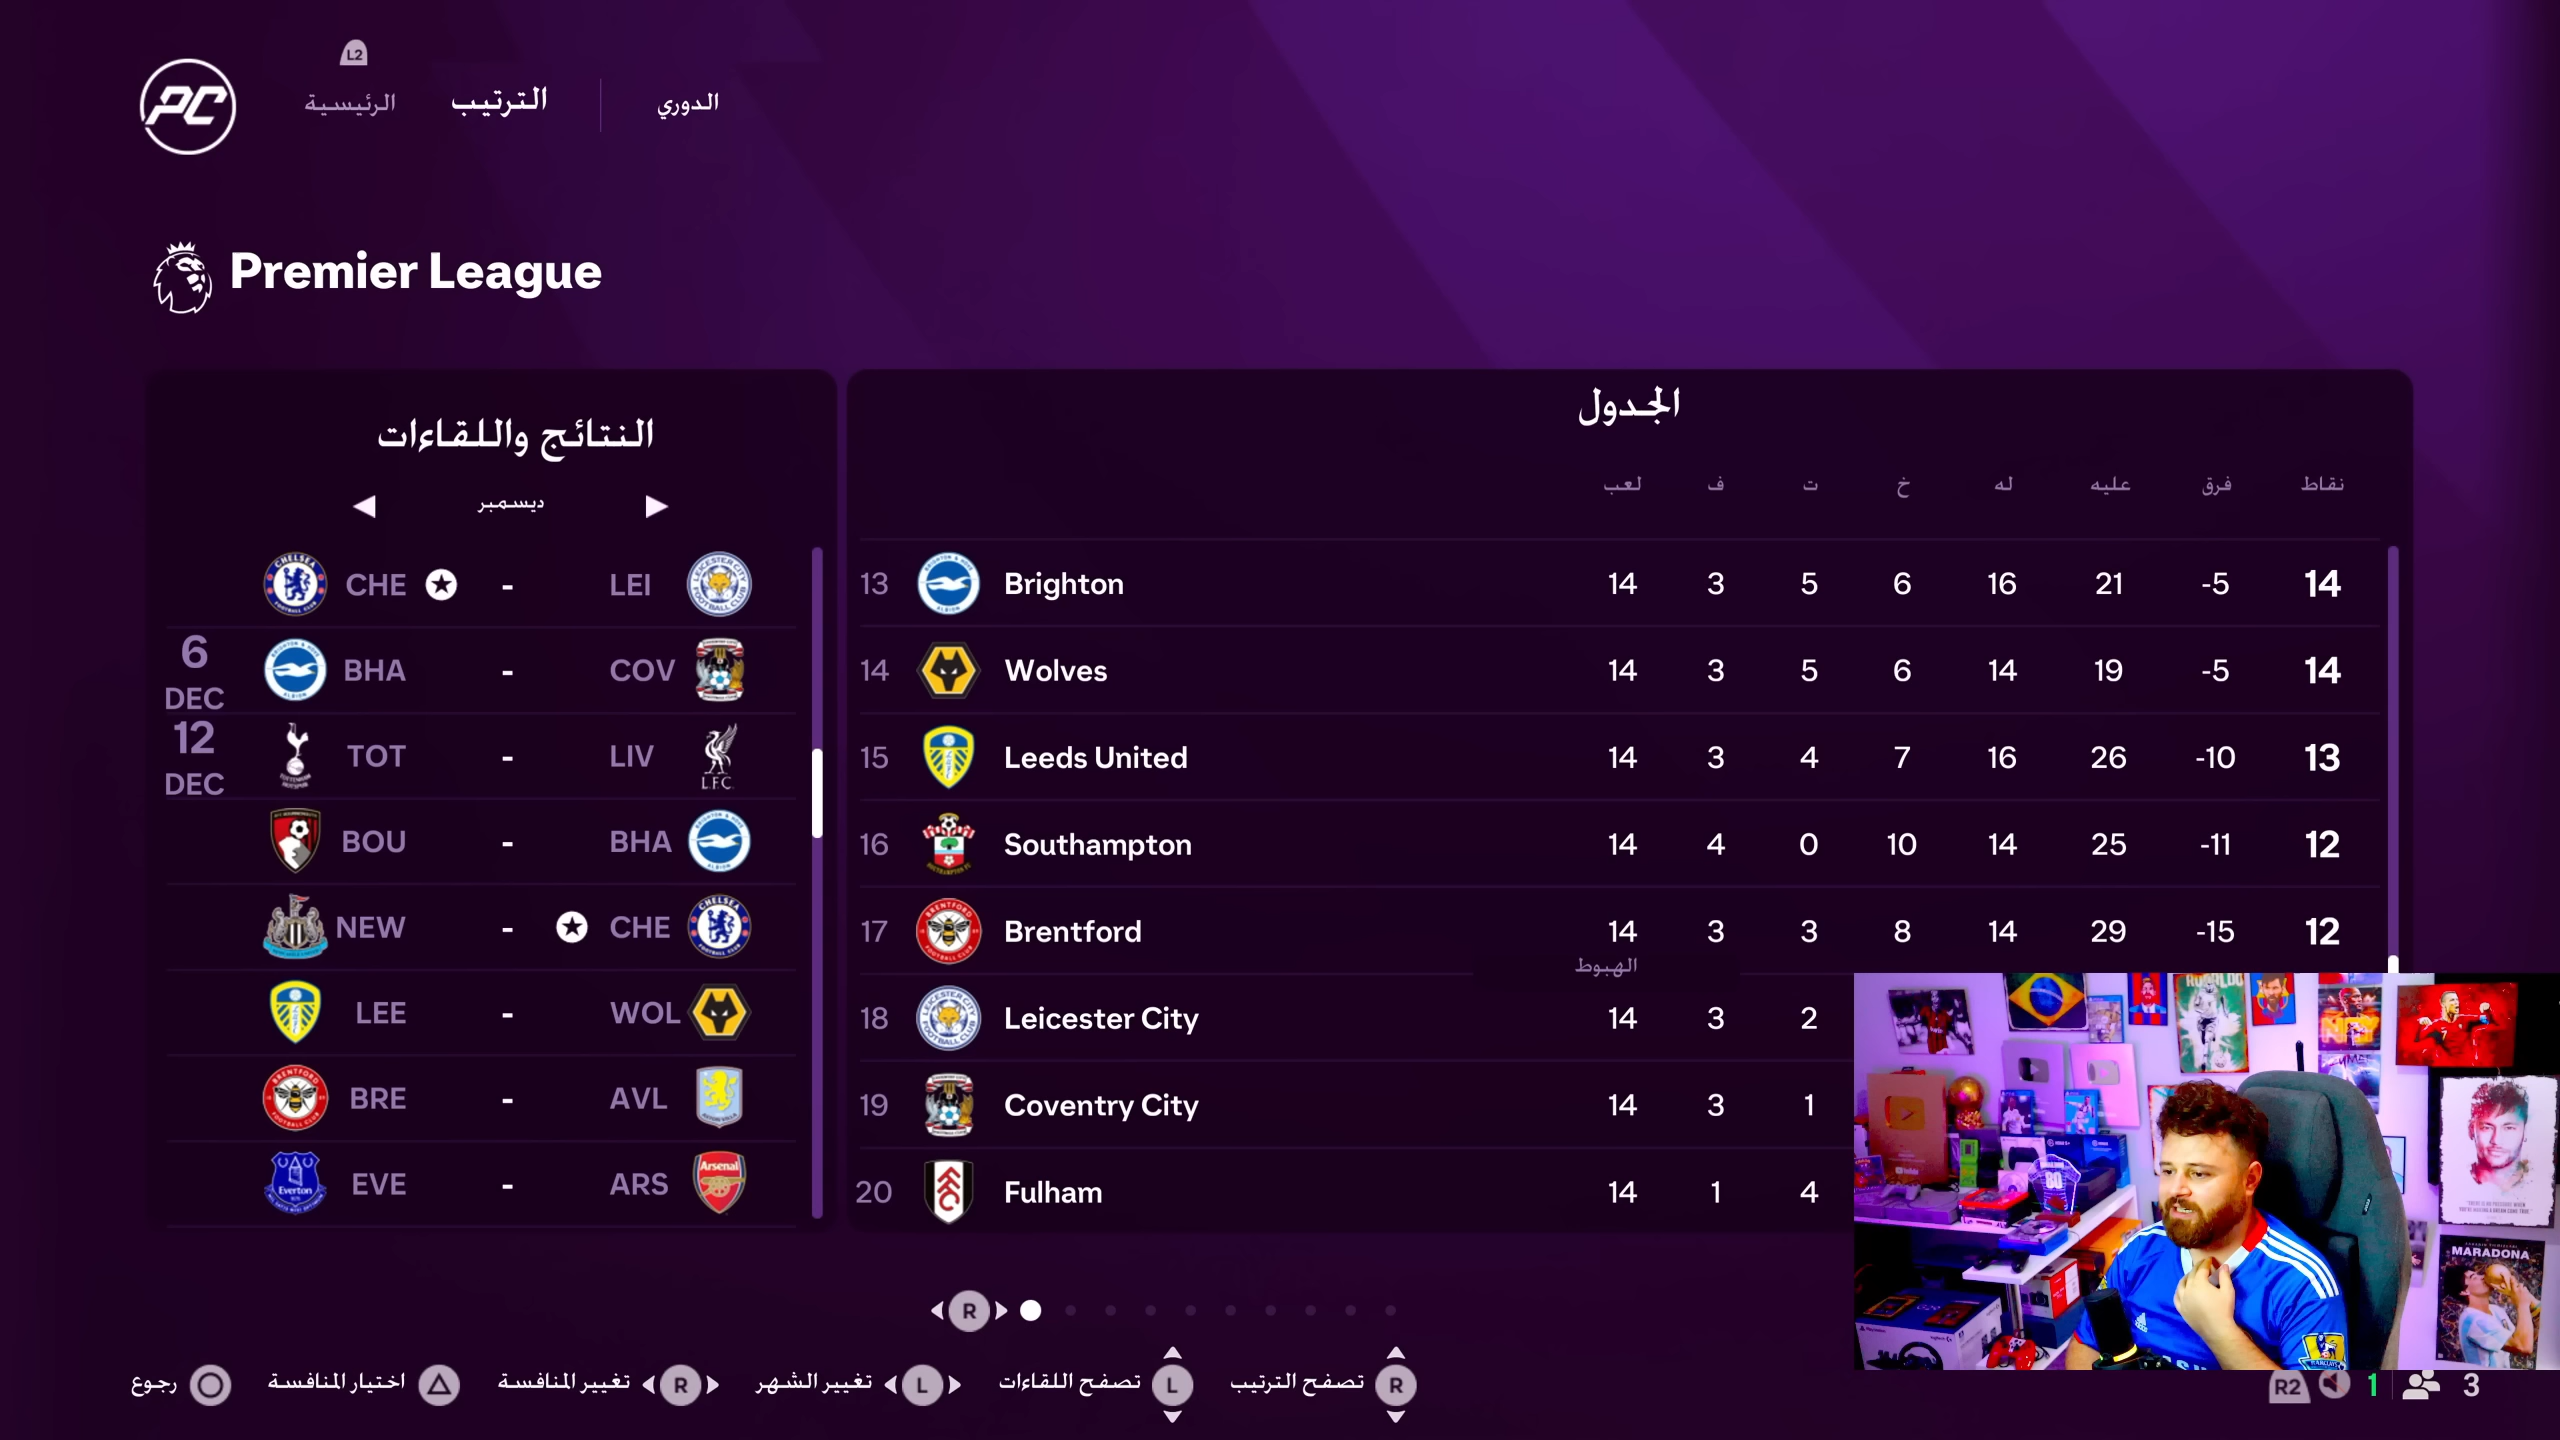 L2
PC
الرئيسية
الترتيب
الدوري
Premier League
النتائج واللقاءات
ديسمبر
CHE - LEI
6 DEC BHA - COV
12 DEC TOT - LIV
BOU - BHA
NEW - CHE
LEE - WOL
BRE - AVL
EVE - ARS
الجدول
لعب ف ت خ له عليه فرق نقاط
13 Brighton 14 3 5 6 16 21 -5 14
14 Wolves 14 3 5 6 14 19 -5 14
15 Leeds United 14 3 4 7 16 26 -10 13
16 Southampton 14 4 0 10 14 25 -11 12
17 Brentford 14 3 3 8 14 29 -15 12
الهبوط
18 Leicester City 14 3 2
19 Coventry City 14 3 1
20 Fulham 14 1 4
RONALDO
MARADONA
R
رجوع
اختيار المنافسة
تغيير المنافسة R
تغيير الشهر L
تصفح اللقاءات L
تصفح الترتيب R
R2 1 3